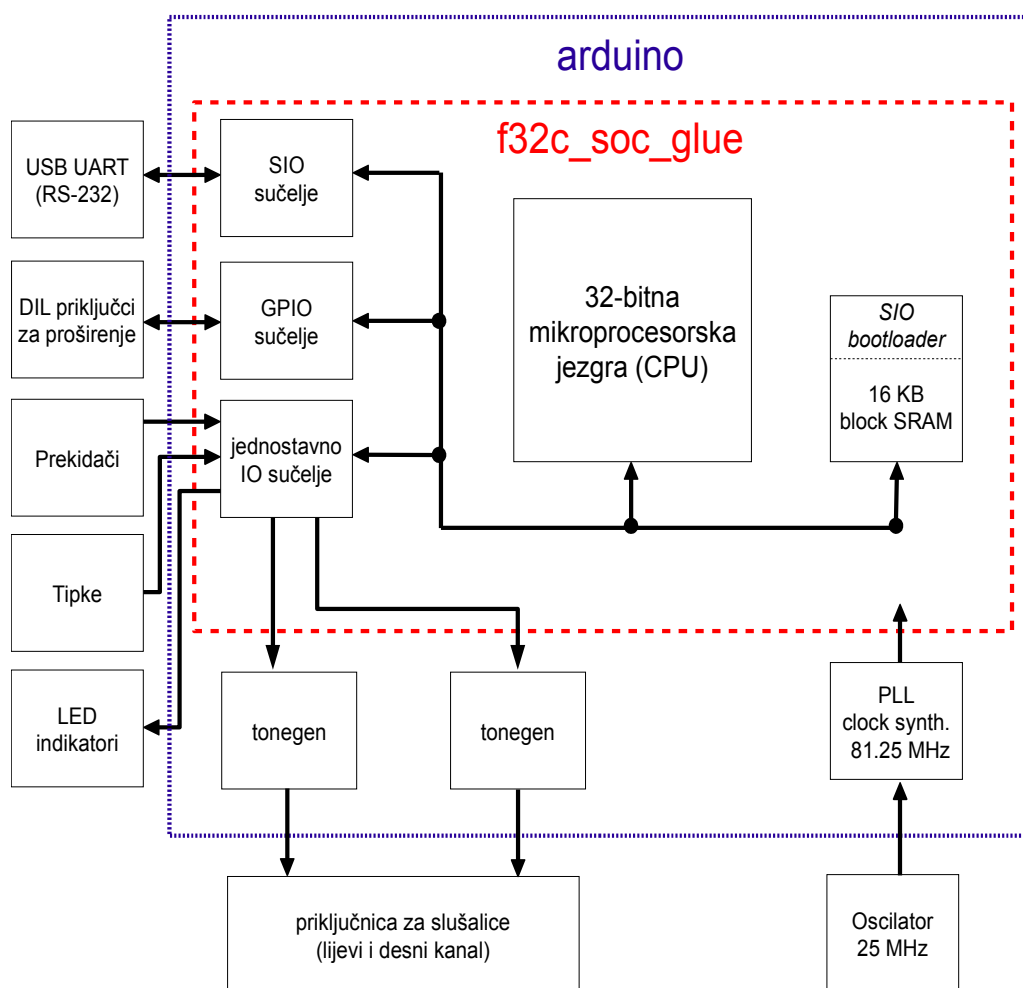 arduino
f32c_soc_glue
USB UART
(RS-232)
SIO
sučelje
DIL priključci
za proširenje
GPIO
sučelje
32-bitna
mikroprocesorska
jezgra (CPU)
SIO
bootloader
16 KB
block SRAM
Prekidači
jednostavno
IO sučelje
Tipke
LED
indikatori
tonegen
tonegen
PLL
clock synth.
81.25 MHz
priključnica za slušalice
(lijevi i desni kanal)
Oscilator
25 MHz